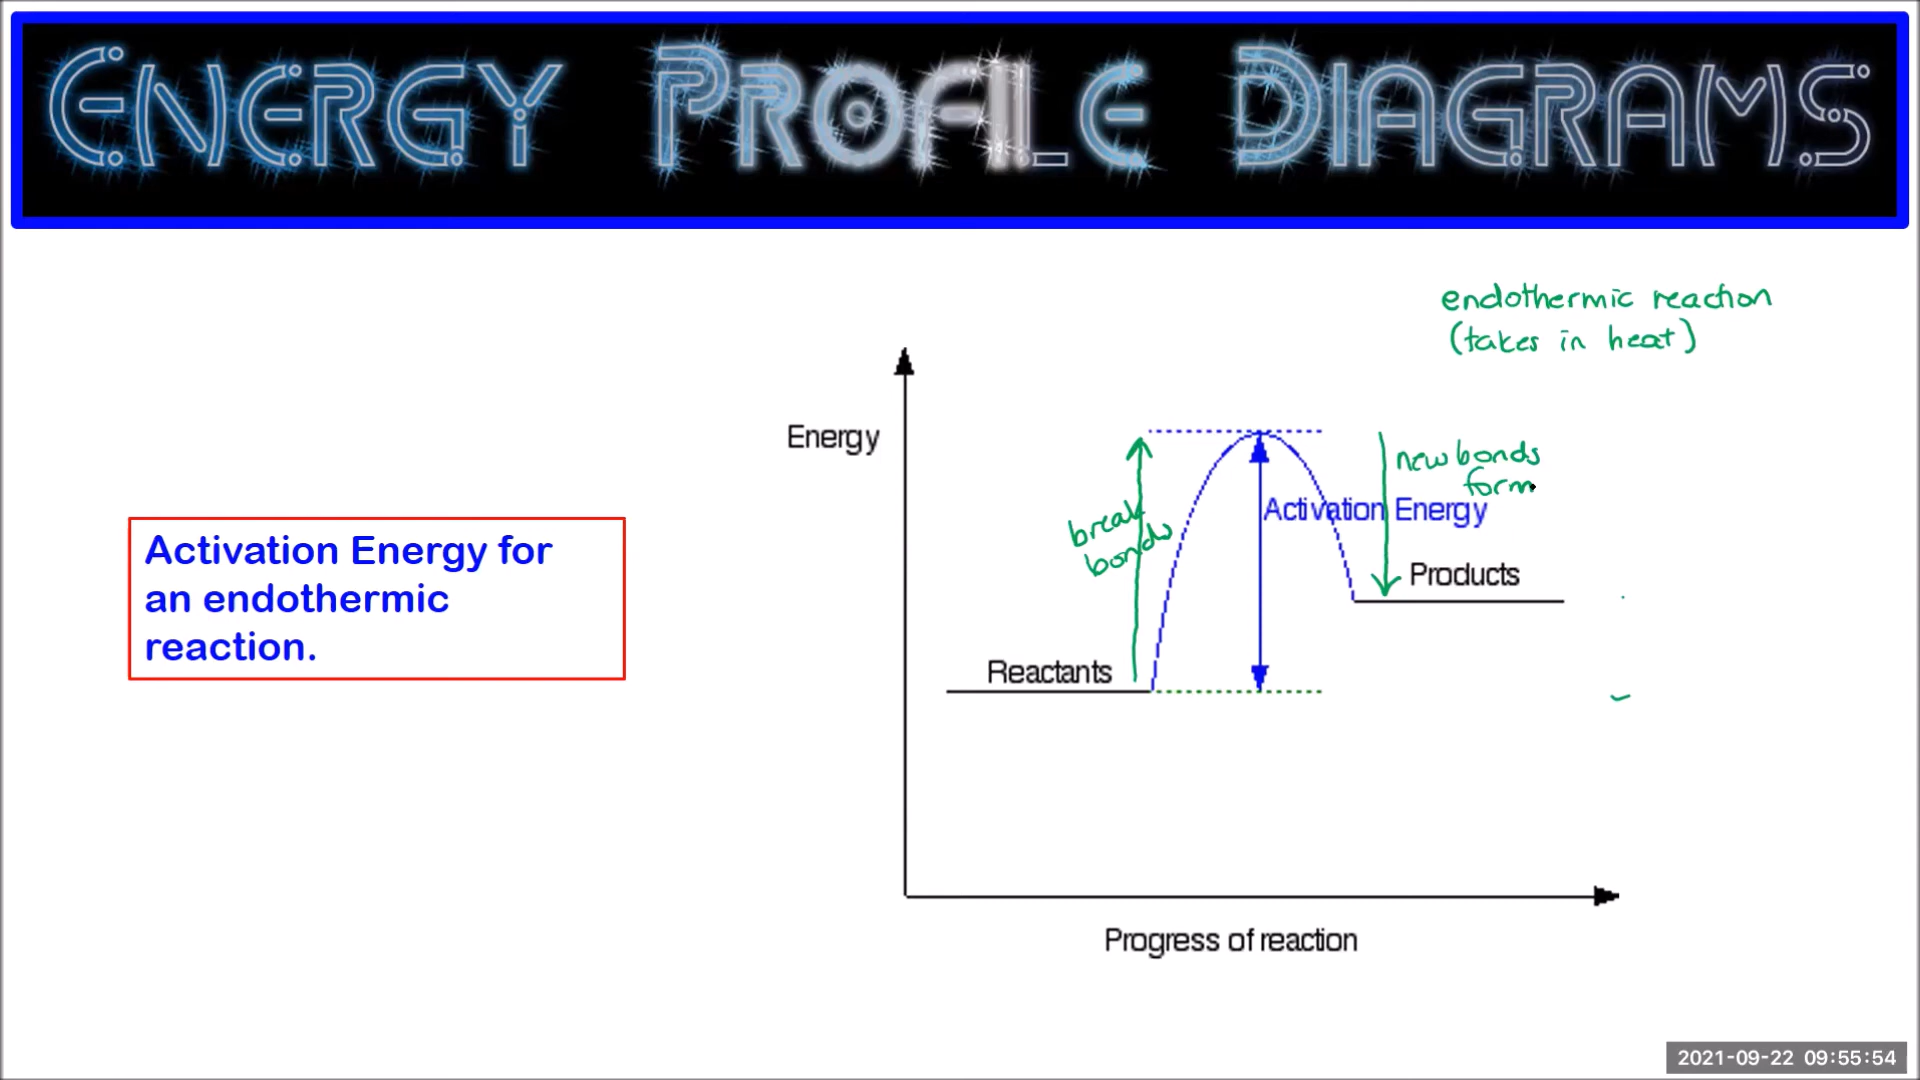 ENERGY PROFILE DIAGRAMS
endothermic reaction
(takes in heat)
Energy
new bonds
form
Activation Energy
break
bonds
Products
Activation Energy for
an endothermic
reaction.
Reactants
Progress of reaction
2021-09-22 09:55:54